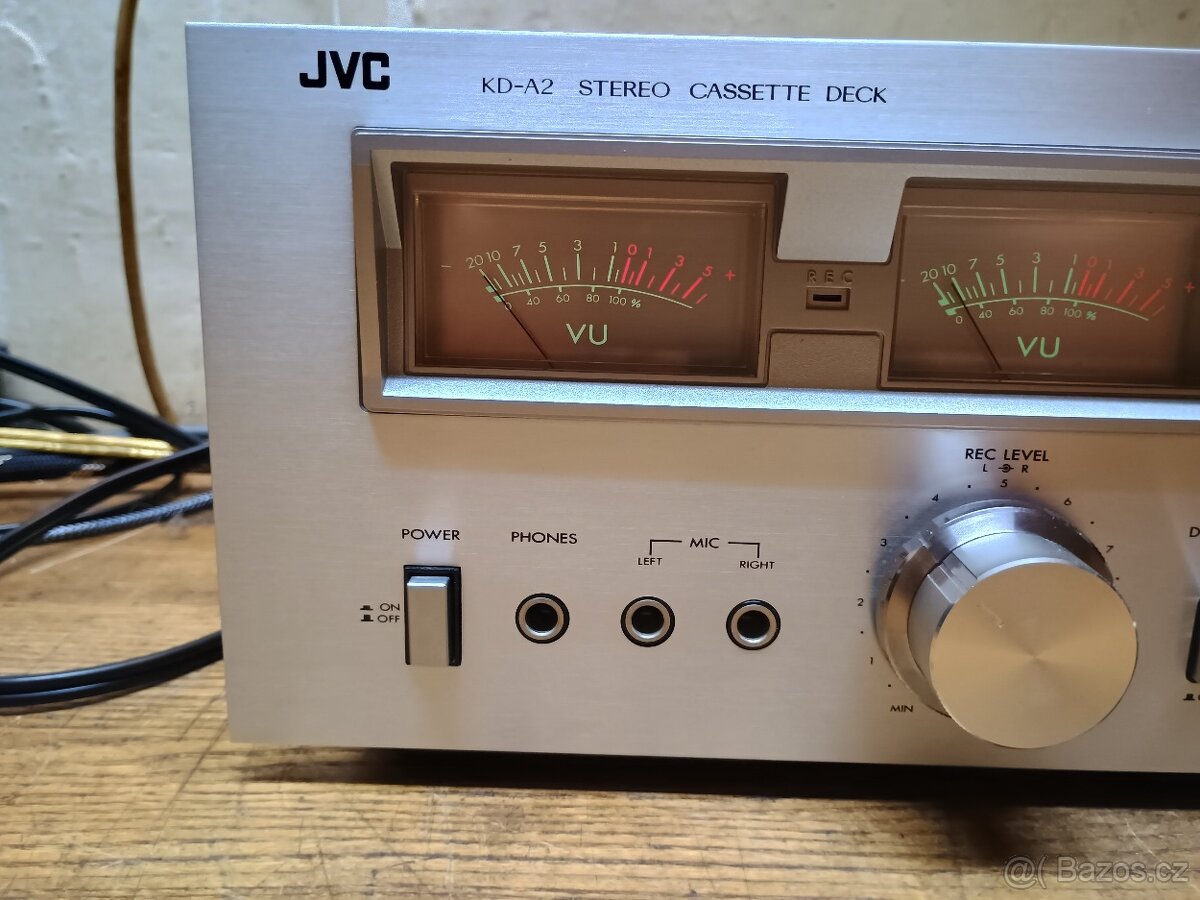 JVC
KD-A2 STEREO CASSETTE DECK
- 20 10 7 5 3 1 0 1 3 5 +
0 40 60 80 100 %
VU
REC
20 10 7 5 3 1 0 1 3 5 +
0 40 60 80 100 %
VU
REC LEVEL
L R
MIN 1 2 3 4 5 6 7
POWER
ON
OFF
PHONES
MIC
LEFT RIGHT
D
@( Bazos.cz